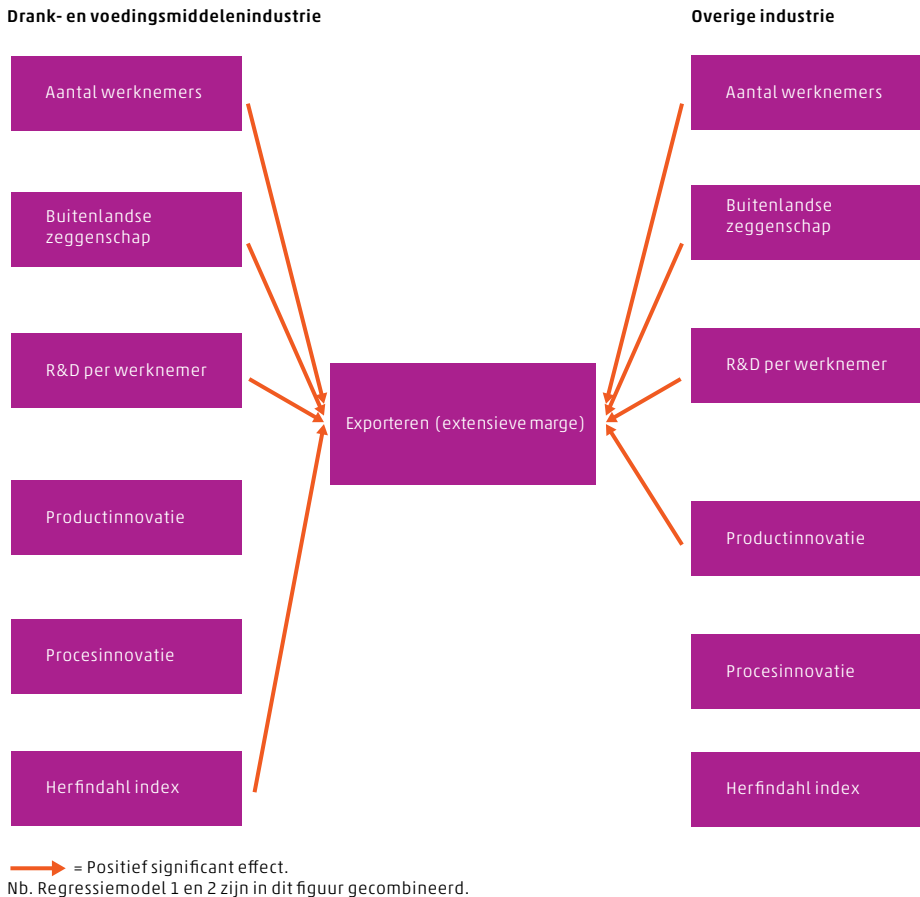 Drank- en voedingsmiddelenindustrie
Overige industrie
Aantal werknemers
Buitenlandse
zeggenschap
R&D per werknemer
Productinnovatie
Procesinnovatie
Herfindahl index
Exporteren (extensieve marge)
Aantal werknemers
Buitenlandse
zeggenschap
R&D per werknemer
Productinnovatie
Procesinnovatie
Herfindahl index
= Positief significant effect.
Nb. Regressiemodel 1 en 2 zijn in dit figuur gecombineerd.